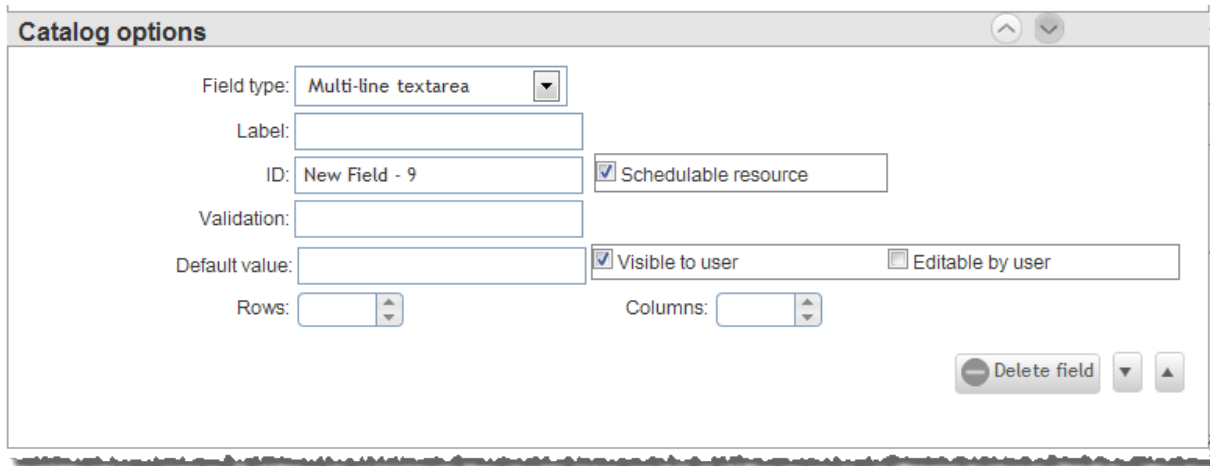 Catalog options
Field type: Multi-line textarea
Label:
ID: New Field - 9 Schedulable resource
Validation:
Default value: Visible to user Editable by user
Rows: Columns:
Delete field